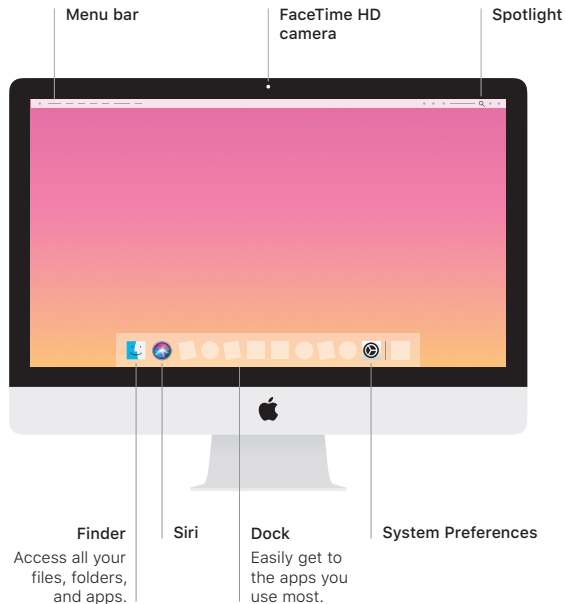 Menu bar
FaceTime HD
camera
Spotlight
Finder
Access all your
files, folders,
and apps.
Siri
Dock
Easily get to
the apps you
use most.
System Preferences